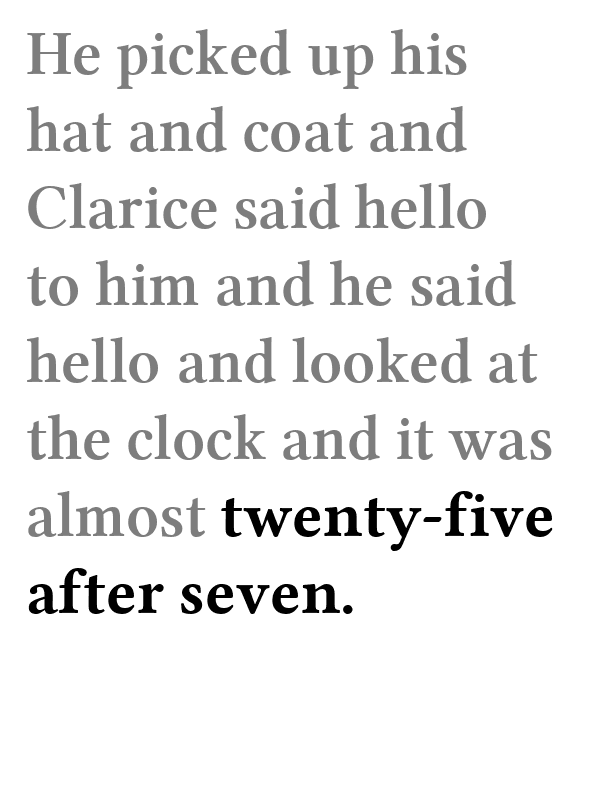 He picked up his
hat and coat and
Clarice said hello
to him and he said
hello and looked at
the clock and it was
almost twenty-five
after seven.